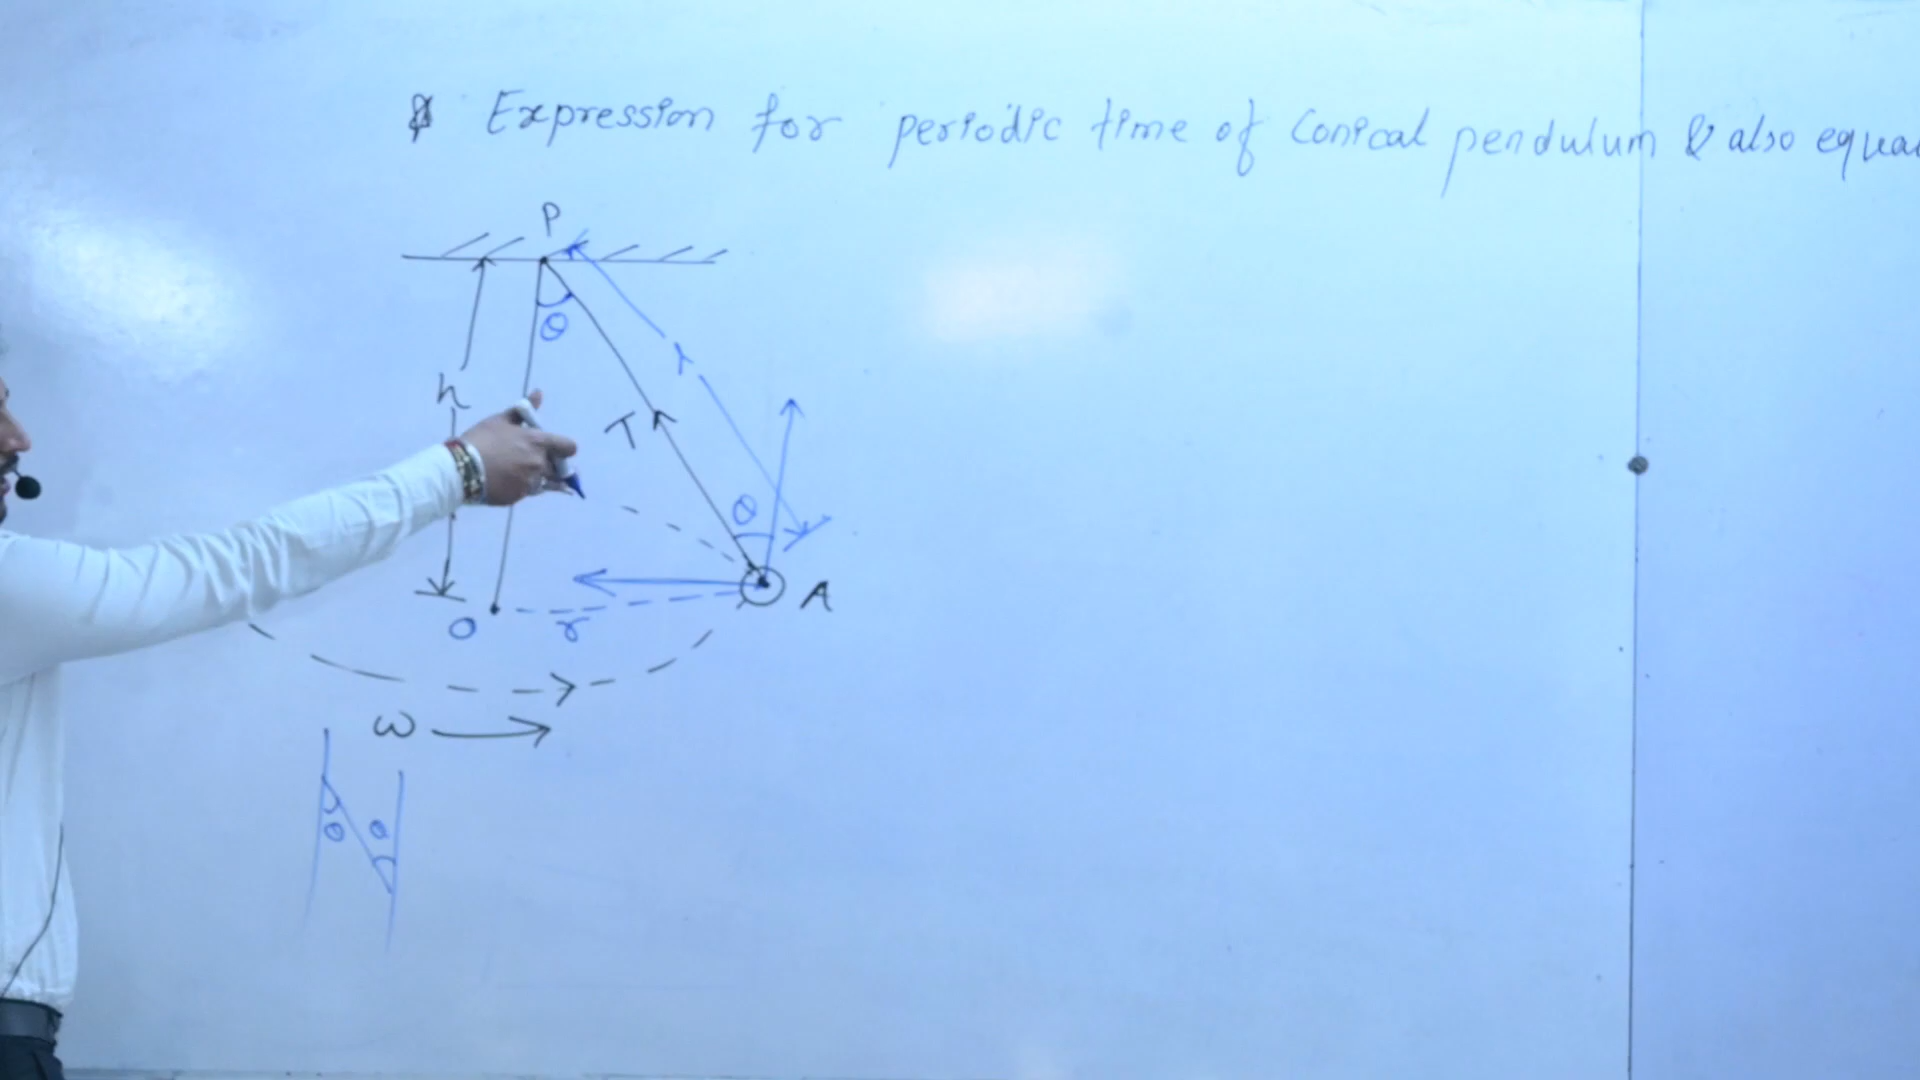 Expression for periodic time of Conical pendulum & also equa
P
θ
h
l
T
θ
A
O
r
ω
θ θ